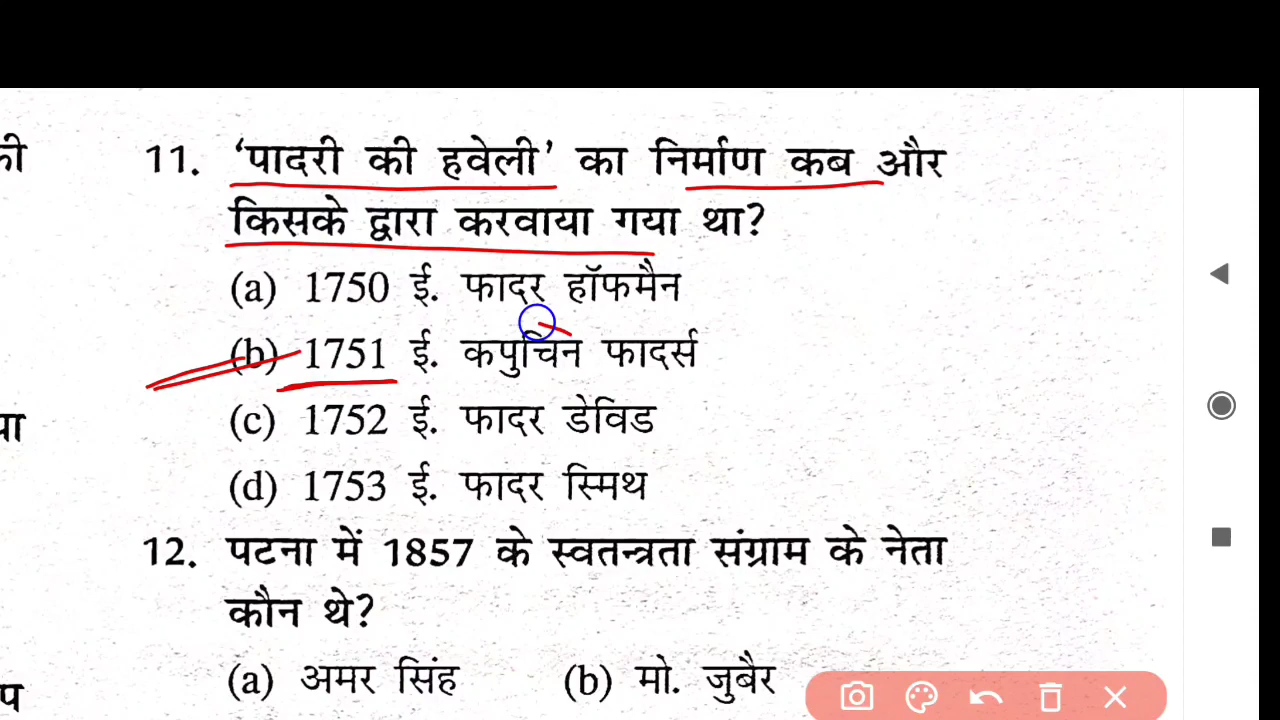 11. 'पादरी की हवेली' का निर्माण कब और
किसके द्वारा करवाया गया था?
(a) 1750 ई. फादर हॉफमैन
(b) 1751 ई. कपुचिन फादर्स
(c) 1752 ई. फादर डेविड
(d) 1753 ई. फादर स्मिथ
12. पटना में 1857 के स्वतन्त्रता संग्राम के नेता
कौन थे?
(a) अमर सिंह (b) मो. जुबैर